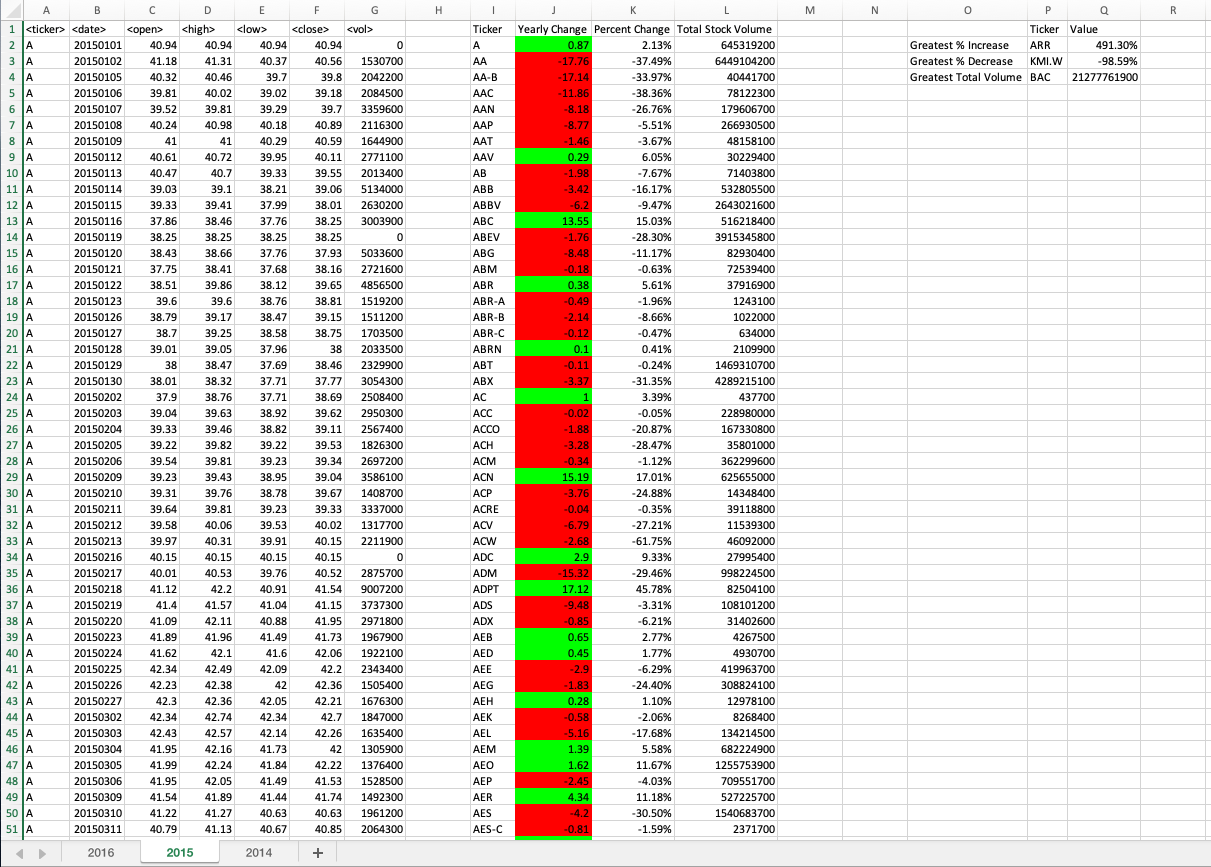 A B C D E F G H I J K L M N O P Q R
1 <ticker> <date> <open> <high> <low> <close> <vol> Ticker Yearly Change Percent Change Total Stock Volume Ticker Value
2 A 20150101 40.94 40.94 40.94 40.94 0 A 0.87 2.13% 645319200 Greatest % Increase ARR 491.30%
3 A 20150102 41.18 41.31 40.37 40.56 1530700 AA -17.76 -37.49% 6449104200 Greatest % Decrease KMI.W -98.59%
4 A 20150105 40.32 40.46 39.7 39.8 2042200 AA-B -17.14 -33.97% 40441700 Greatest Total Volume BAC 21277761900
5 A 20150106 39.81 40.02 39.02 39.18 2084500 AAC -11.86 -38.36% 78122300
6 A 20150107 39.52 39.81 39.29 39.7 3359600 AAN -8.18 -26.76% 179606700
7 A 20150108 40.24 40.98 40.18 40.89 2116300 AAP -8.77 -5.51% 266930500
8 A 20150109 41 41 40.29 40.59 1644900 AAT -1.46 -3.67% 48158100
9 A 20150112 40.61 40.72 39.95 40.11 2771100 AAV 0.29 6.05% 30229400
10 A 20150113 40.47 40.7 39.33 39.55 2013400 AB -1.98 -7.67% 71403800
11 A 20150114 39.03 39.1 38.21 39.06 5134000 ABB -3.42 -16.17% 532805500
12 A 20150115 39.33 39.41 37.99 38.01 2630200 ABBV -6.2 -9.47% 2643021600
13 A 20150116 37.86 38.46 37.76 38.25 3003900 ABC 13.55 15.03% 516218400
14 A 20150119 38.25 38.25 38.25 38.25 0 ABEV -1.76 -28.30% 3915345800
15 A 20150120 38.43 38.66 37.76 37.93 5033600 ABG -8.48 -11.17% 82930400
16 A 20150121 37.75 38.41 37.68 38.16 2721600 ABM -0.18 -0.63% 72539400
17 A 20150122 38.51 39.86 38.12 39.65 4856500 ABR 0.38 5.61% 37916900
18 A 20150123 39.6 39.6 38.76 38.81 1519200 ABR-A -0.49 -1.96% 1243100
19 A 20150126 38.79 39.17 38.47 39.15 1511200 ABR-B -2.14 -8.66% 1022000
20 A 20150127 38.7 39.25 38.58 38.75 1703500 ABR-C -0.12 -0.47% 634000
21 A 20150128 39.01 39.05 37.96 38 2033500 ABRN 0.1 0.41% 2109900
22 A 20150129 38 38.47 37.69 38.46 2329900 ABT -0.11 -0.24% 1469310700
23 A 20150130 38.01 38.32 37.71 37.77 3054300 ABX -3.37 -31.35% 4289215100
24 A 20150202 37.9 38.76 37.71 38.69 2508400 AC 1 3.39% 437700
25 A 20150203 39.04 39.63 38.92 39.62 2950300 ACC -0.02 -0.05% 228980000
26 A 20150204 39.33 39.46 38.82 39.11 2567400 ACCO -1.88 -20.87% 167330800
27 A 20150205 39.22 39.82 39.22 39.53 1826300 ACH -3.28 -28.47% 35801000
28 A 20150206 39.54 39.81 39.23 39.34 2697200 ACM -0.34 -1.12% 362299600
29 A 20150209 39.23 39.43 38.95 39.04 3586100 ACN 15.19 17.01% 625655000
30 A 20150210 39.31 39.76 38.78 39.67 1408700 ACP -3.76 -24.88% 14348400
31 A 20150211 39.64 39.81 39.23 39.33 3337000 ACRE -0.04 -0.35% 39118800
32 A 20150212 39.58 40.06 39.53 40.02 1317700 ACV -6.79 -27.21% 11539300
33 A 20150213 39.97 40.31 39.91 40.15 2211900 ACW -2.68 -61.75% 46092000
34 A 20150216 40.15 40.15 40.15 40.15 0 ADC 2.9 9.33% 27995400
35 A 20150217 40.01 40.53 39.76 40.52 2875700 ADM -15.32 -29.46% 998224500
36 A 20150218 41.12 42.2 40.91 41.54 9007200 ADPT 17.12 45.78% 82504100
37 A 20150219 41.4 41.57 41.04 41.15 3737300 ADS -9.48 -3.31% 108101200
38 A 20150220 41.09 42.11 40.88 41.95 2971800 ADX -0.85 -6.21% 31402600
39 A 20150223 41.89 41.96 41.49 41.73 1967900 AEB 0.65 2.77% 4267500
40 A 20150224 41.62 42.1 41.6 42.06 1922100 AED 0.45 1.77% 4930700
41 A 20150225 42.34 42.49 42.09 42.2 2343400 AEE -2.9 -6.29% 419963700
42 A 20150226 42.23 42.38 42 42.36 1505400 AEG -1.83 -24.40% 308824100
43 A 20150227 42.3 42.36 42.05 42.21 1676300 AEH 0.28 1.10% 12978100
44 A 20150302 42.34 42.74 42.34 42.7 1847000 AEK -0.58 -2.06% 8268400
45 A 20150303 42.43 42.57 42.14 42.26 1635400 AEL -5.16 -17.68% 134214500
46 A 20150304 41.95 42.16 41.73 42 1305900 AEM 1.39 5.58% 682224900
47 A 20150305 41.99 42.24 41.84 42.22 1376400 AEO 1.62 11.67% 1255753900
48 A 20150306 41.95 42.05 41.49 41.53 1528500 AEP -2.45 -4.03% 709551700
49 A 20150309 41.54 41.89 41.44 41.74 1492300 AER 4.34 11.18% 527225700
50 A 20150310 41.22 41.27 40.63 40.63 1961200 AES -4.2 -30.50% 1540683700
51 A 20150311 40.79 41.13 40.67 40.85 2064300 AES-C -0.81 -1.59% 2371700
2016 2015 2014 +